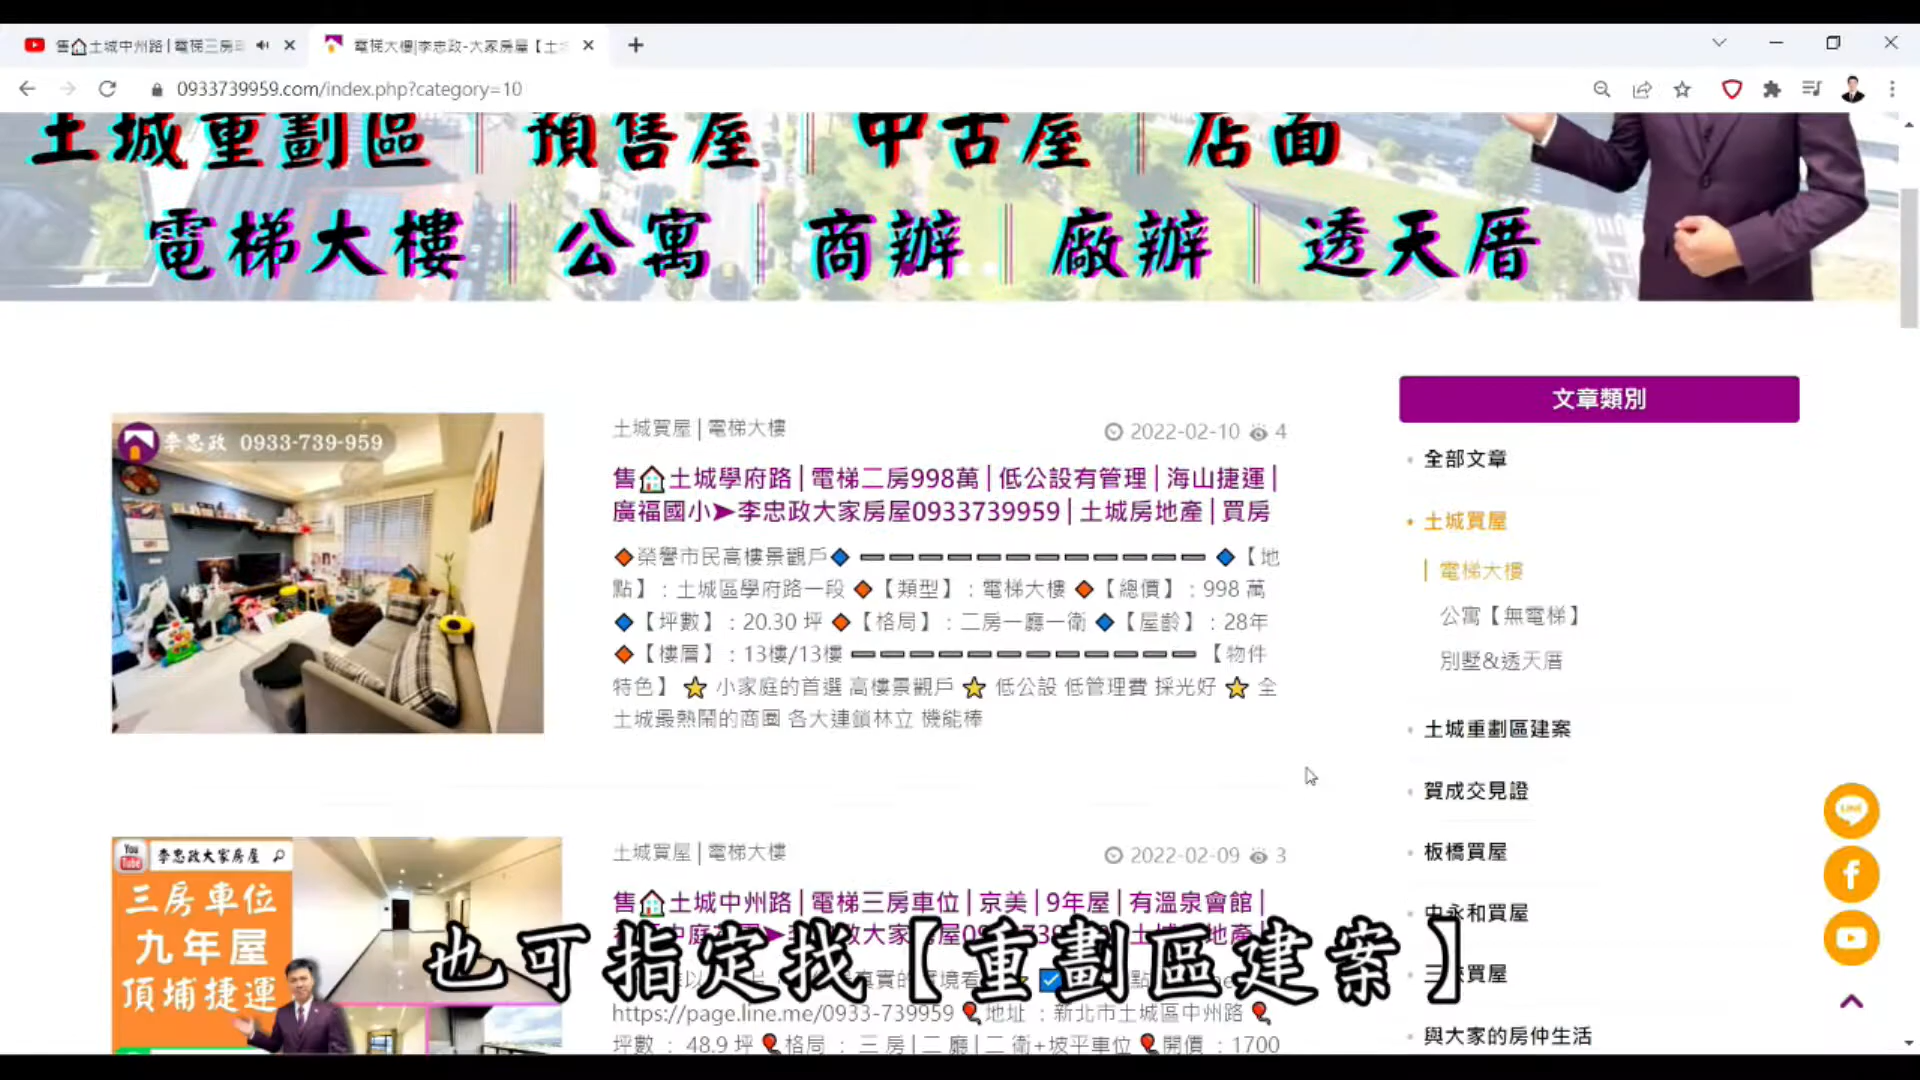 售🏠土城中州路 | 電梯三房車
電梯大樓|李忠政-大家房屋【土城
0933739959.com/index.php?category=10
土城重劃區｜預售屋｜中古屋｜店面
電梯大樓｜公寓｜商辦｜廠辦｜透天厝
文章類別
全部文章
土城買屋
電梯大樓
公寓【無電梯】
別墅&透天厝
土城重劃區建案
賀成交見證
板橋買屋
中永和買屋
三峽買屋
與大家的房仲生活
李忠政 0933-739-959
土城買屋 | 電梯大樓
2022-02-10 4
售🏠土城學府路 | 電梯二房998萬 | 低公設有管理 | 海山捷運 |
廣福國小➤李忠政大家房屋0933739959 | 土城房地產 | 買房
🔶榮譽市民高樓景觀戶🔷 ➖➖➖➖➖➖➖➖➖➖➖➖ 🔷【地
點】：土城區學府路一段 🔶【類型】：電梯大樓 🔶【總價】：998 萬
🔷【坪數】：20.30 坪 🔶【格局】：二房一廳一衛 🔷【屋齡】：28年
🔶【樓層】：13樓/13樓 ➖➖➖➖➖➖➖➖➖➖➖➖【物件
特色】⭐ 小家庭的首選 高樓景觀戶 ⭐ 低公設 低管理費 採光好 ⭐ 全
土城最熱鬧的商圈 各大連鎖林立 機能棒
You Tube 李忠政大家房屋
三房車位
九年屋
頂埔捷運
土城買屋 | 電梯大樓
2022-02-09 3
售🏠土城中州路 | 電梯三房車位 | 京美 | 9年屋 | 有溫泉會館 |
也可指定找【重劃區建案】
https://page.line.me/0933-739959 🎈地址 ：新北市土城區中州路 🎈
坪數 ： 48.9 坪 🎈格局 ： 三 房 | 二 廳 | 二 衛+坡平車位 🎈開價 ：1700
LINE